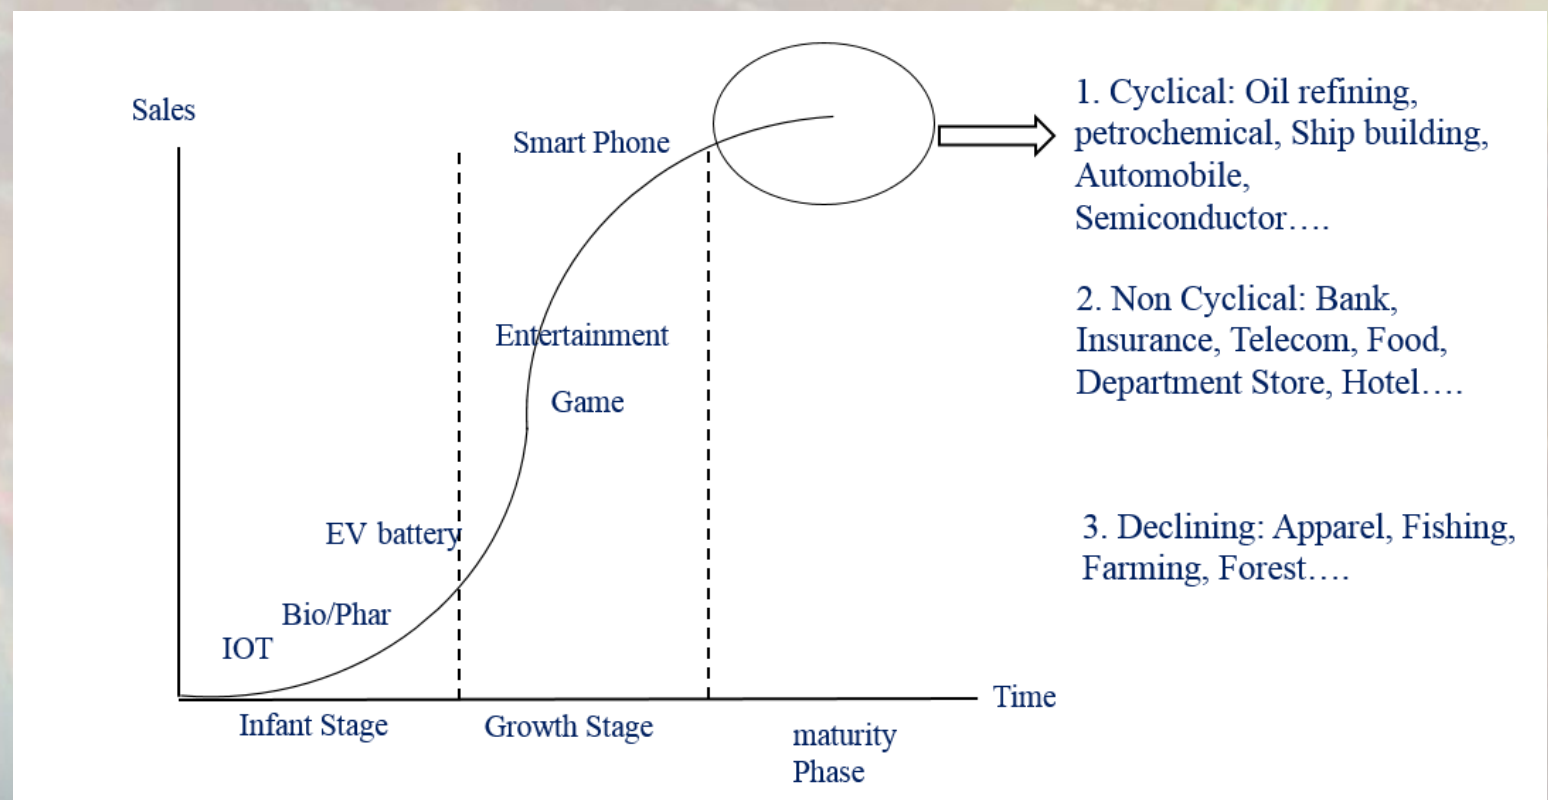 Sales
Smart Phone
Entertainment
Game
EV battery
Bio/Phar
IOT
Time
Infant Stage
Growth Stage
maturity
Phase
1. Cyclical: Oil refining,
petrochemical, Ship building,
Automobile,
Semiconductor….
2. Non Cyclical: Bank,
Insurance, Telecom, Food,
Department Store, Hotel….
3. Declining: Apparel, Fishing,
Farming, Forest….